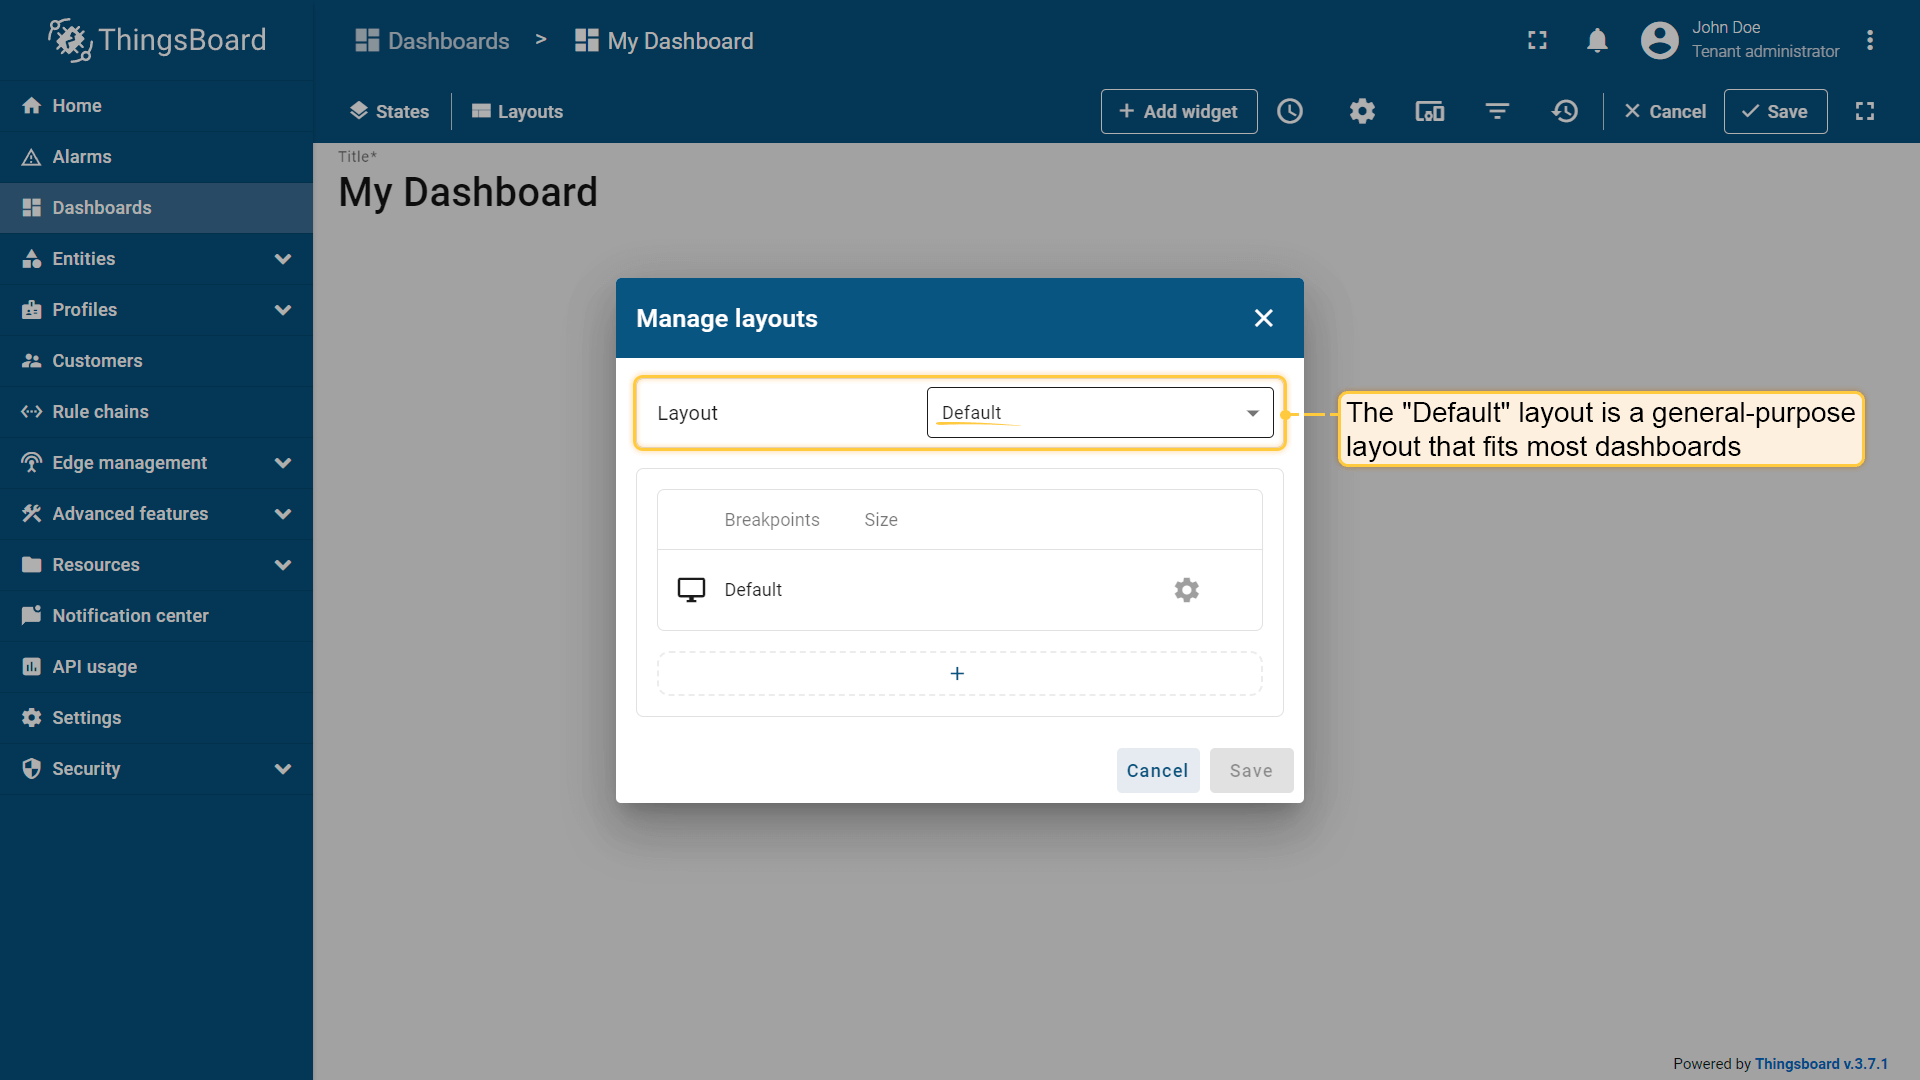 ThingsBoard
Dashboards > My Dashboard
John Doe
Tenant administrator
Home
Alarms
Dashboards
Entities
Profiles
Customers
Rule chains
Edge management
Advanced features
Resources
Notification center
API usage
Settings
Security
States
Layouts
Add widget
Cancel
Save
Title*
My Dashboard
Manage layouts
Layout
Default
The "Default" layout is a general-purpose
layout that fits most dashboards
Breakpoints Size
Default
+
Cancel
Save
Powered by Thingsboard v.3.7.1